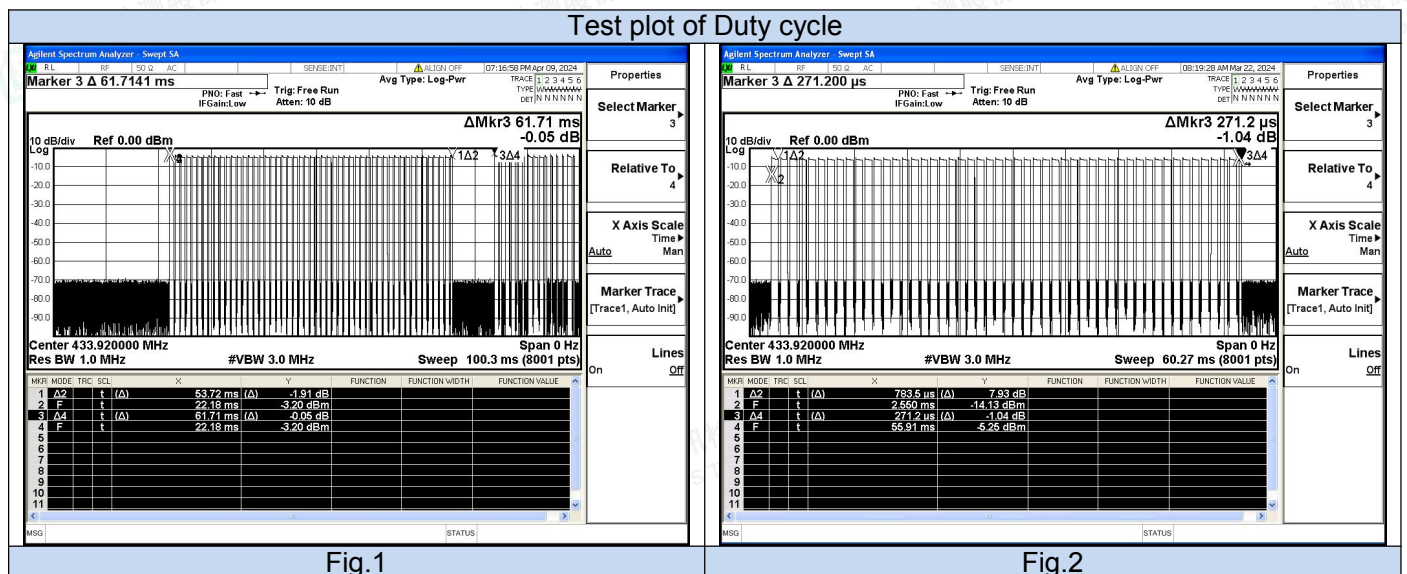 Test plot of Duty cycle
Agilent Spectrum Analyzer - Swept SA
RL RF 50 Ω AC SENSE:INT ALIGN OFF 07:16:58 PM Apr 09, 2024
Marker 3 Δ 61.7141 ms
Avg Type: Log-Pwr
TRACE 1 2 3 4 5 6
PNO: Fast Trig: Free Run
TYPE WWWWWW
IFGain:Low Atten: 10 dB
DET N N N N N N
ΔMkr3 61.71 ms
-0.05 dB
10 dB/div Ref 0.00 dBm
Log
1Δ2 3Δ4
-10.0
-20.0
-30.0
-40.0
-50.0
-60.0
-70.0
-80.0
-90.0
Center 433.920000 MHz Span 0 Hz
Res BW 1.0 MHz #VBW 3.0 MHz Sweep 100.3 ms (8001 pts)
MKR MODE TRC SCL X Y FUNCTION FUNCTION WIDTH FUNCTION VALUE
1 Δ2 t (Δ) 53.72 ms (Δ) -1.91 dB
2 F t 22.18 ms -3.20 dBm
3 Δ4 t (Δ) 61.71 ms (Δ) -0.05 dB
4 F t 22.18 ms -3.20 dBm
5
6
7
8
9
10
11
MSG STATUS
Properties
Select Marker
3
Relative To
4
X Axis Scale
Time
Auto Man
Marker Trace
[Trace1, Auto Init]
Lines
On Off
Fig.1
Agilent Spectrum Analyzer - Swept SA
RL RF 50 Ω AC SENSE:INT ALIGN OFF 08:19:28 AM Mar 22, 2024
Marker 3 Δ 271.200 µs
Avg Type: Log-Pwr
TRACE 1 2 3 4 5 6
PNO: Fast Trig: Free Run
TYPE WWWWWW
IFGain:Low Atten: 10 dB
DET N N N N N N
ΔMkr3 271.2 µs
-1.04 dB
10 dB/div Ref 0.00 dBm
Log
1Δ2 3Δ4
2
-10.0
-20.0
-30.0
-40.0
-50.0
-60.0
-70.0
-80.0
-90.0
Center 433.920000 MHz Span 0 Hz
Res BW 1.0 MHz #VBW 3.0 MHz Sweep 60.27 ms (8001 pts)
MKR MODE TRC SCL X Y FUNCTION FUNCTION WIDTH FUNCTION VALUE
1 Δ2 t (Δ) 783.5 µs (Δ) 7.93 dB
2 F t 2.550 ms -14.13 dBm
3 Δ4 t (Δ) 271.2 µs (Δ) -1.04 dB
4 F t 55.91 ms -5.25 dBm
5
6
7
8
9
10
11
MSG STATUS
Properties
Select Marker
3
Relative To
4
X Axis Scale
Time
Auto Man
Marker Trace
[Trace1, Auto Init]
Lines
On Off
Fig.2